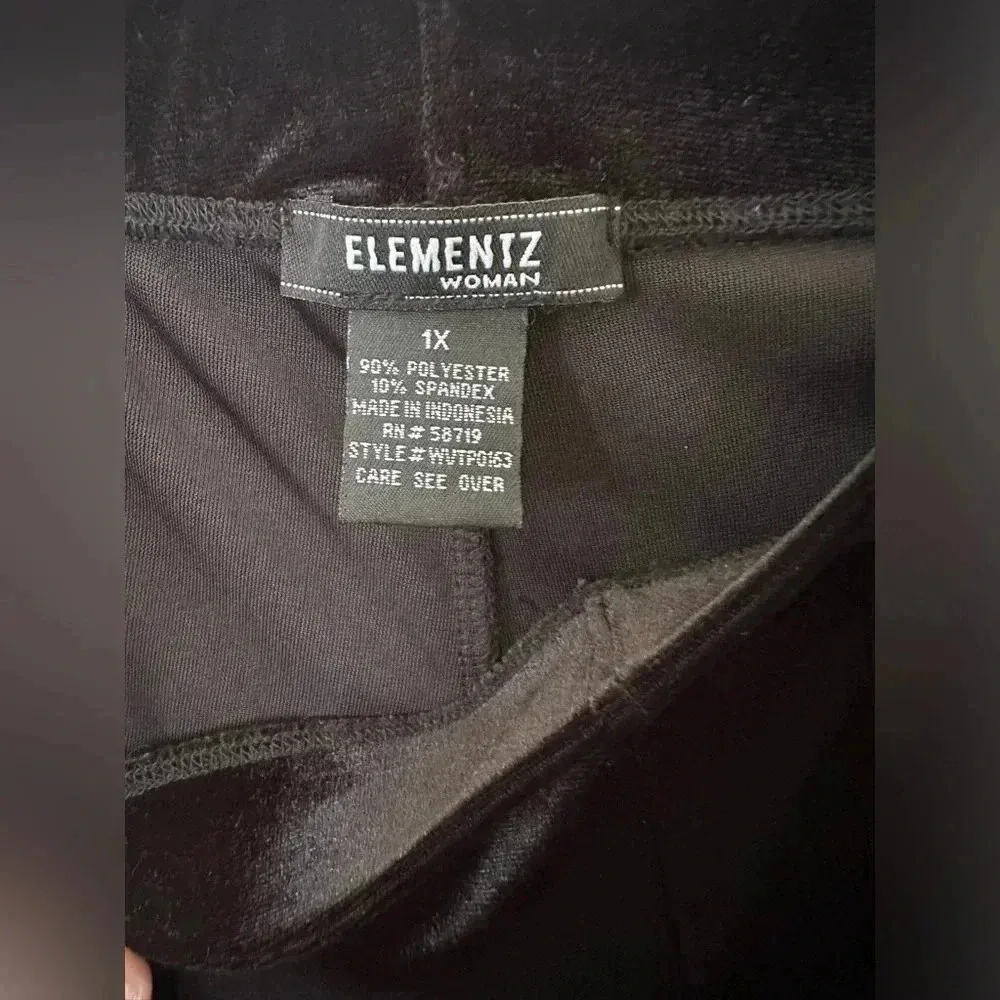 ELEMENTZ
WOMAN
1X
90% POLYESTER
10% SPANDEX
MADE IN INDONESIA
RN# 58719
STYLE# WVTP0163
CARE SEE OVER